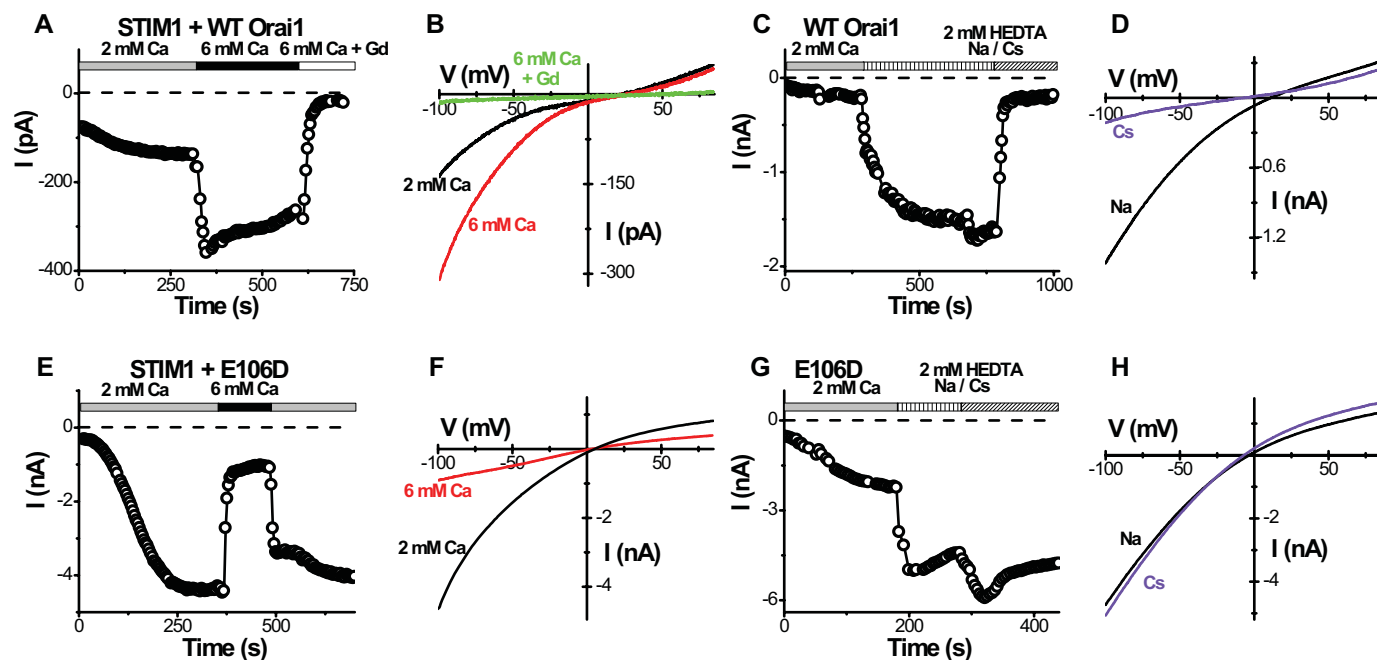 A STIM1 + WT Orai1
2 mM Ca 6 mM Ca 6 mM Ca + Gd
0
-200
-400
I (pA)
0 250 500 750
Time (s)
B
6 mM Ca
+ Gd
V (mV)
-100 -50 50
2 mM Ca
6 mM Ca
-150
I (pA)
-300
C WT Orai1
2 mM HEDTA
2 mM Ca Na / Cs
0
-1
-2
I (nA)
0 500 1000
Time (s)
D
V (mV)
-100 -50 50
Cs
Na
0.6
I (nA)
-1.2
E STIM1 + E106D
2 mM Ca 6 mM Ca
0
-2
-4
I (nA)
0 250 500
Time (s)
F
V (mV)
-100 -50 50
6 mM Ca
2 mM Ca
-2
I (nA)
-4
G E106D
2 mM HEDTA
2 mM Ca Na / Cs
0
-3
-6
I (nA)
0 200 400
Time (s)
H
V (mV)
-100 -50 50
Na
Cs
-2
I (nA)
-4